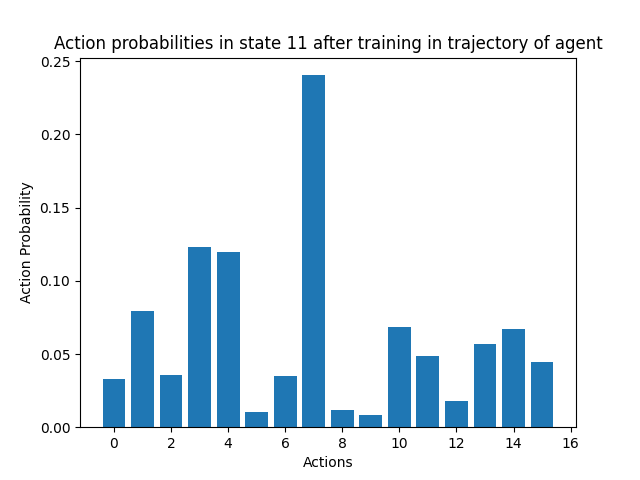 Action probabilities in state 11 after training in trajectory of agent
0.25
0.20
0.15
0.10
0.05
0.00
Action Probability
0 2 4 6 8 10 12 14 16
Actions